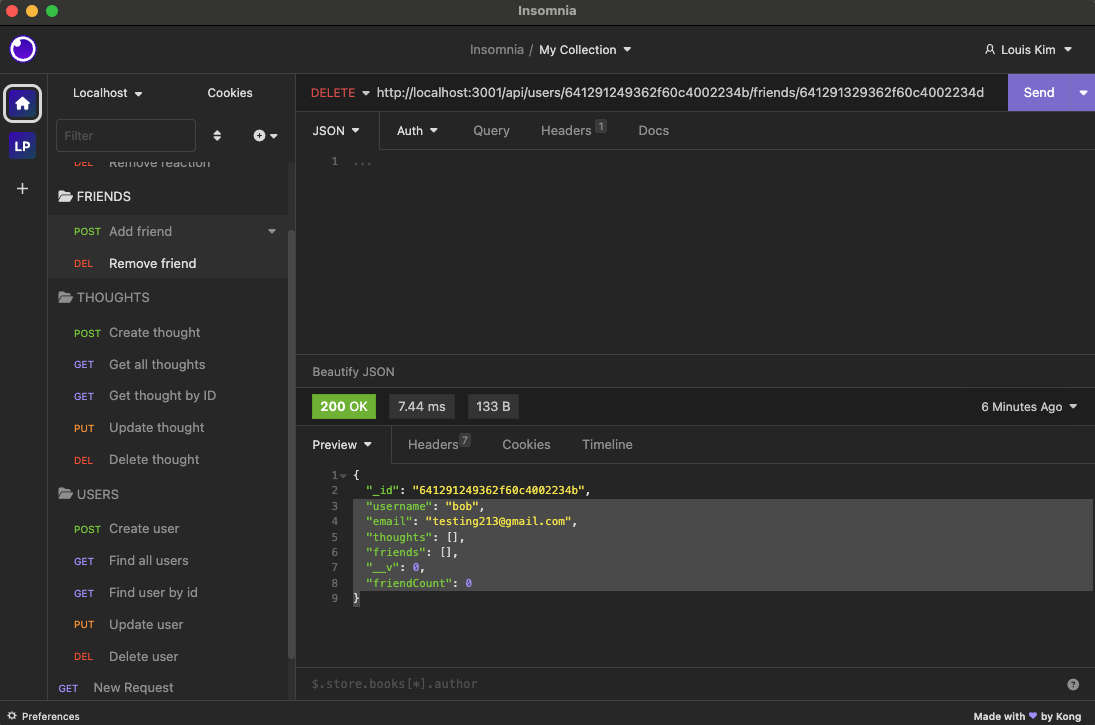 Insomnia
Insomnia / My Collection
Louis Kim
LP
Localhost
Cookies
Filter
DEL Remove reaction
FRIENDS
POST Add friend
DEL Remove friend
THOUGHTS
POST Create thought
GET Get all thoughts
GET Get thought by ID
PUT Update thought
DEL Delete thought
USERS
POST Create user
GET Find all users
GET Find user by id
PUT Update user
DEL Delete user
GET New Request
DELETE http://localhost:3001/api/users/641291249362f60c4002234b/friends/641291329362f60c4002234d Send
JSON Auth Query Headers 1 Docs
1 ...
Beautify JSON
200 OK 7.44 ms 133 B 6 Minutes Ago
Preview Headers 7 Cookies Timeline
1 {
2 "_id": "641291249362f60c4002234b",
3 "username": "bob",
4 "email": "testing213@gmail.com",
5 "thoughts": [],
6 "friends": [],
7 "__v": 0,
8 "friendCount": 0
9 }
$.store.books[*].author
Preferences
Made with ♥ by Kong